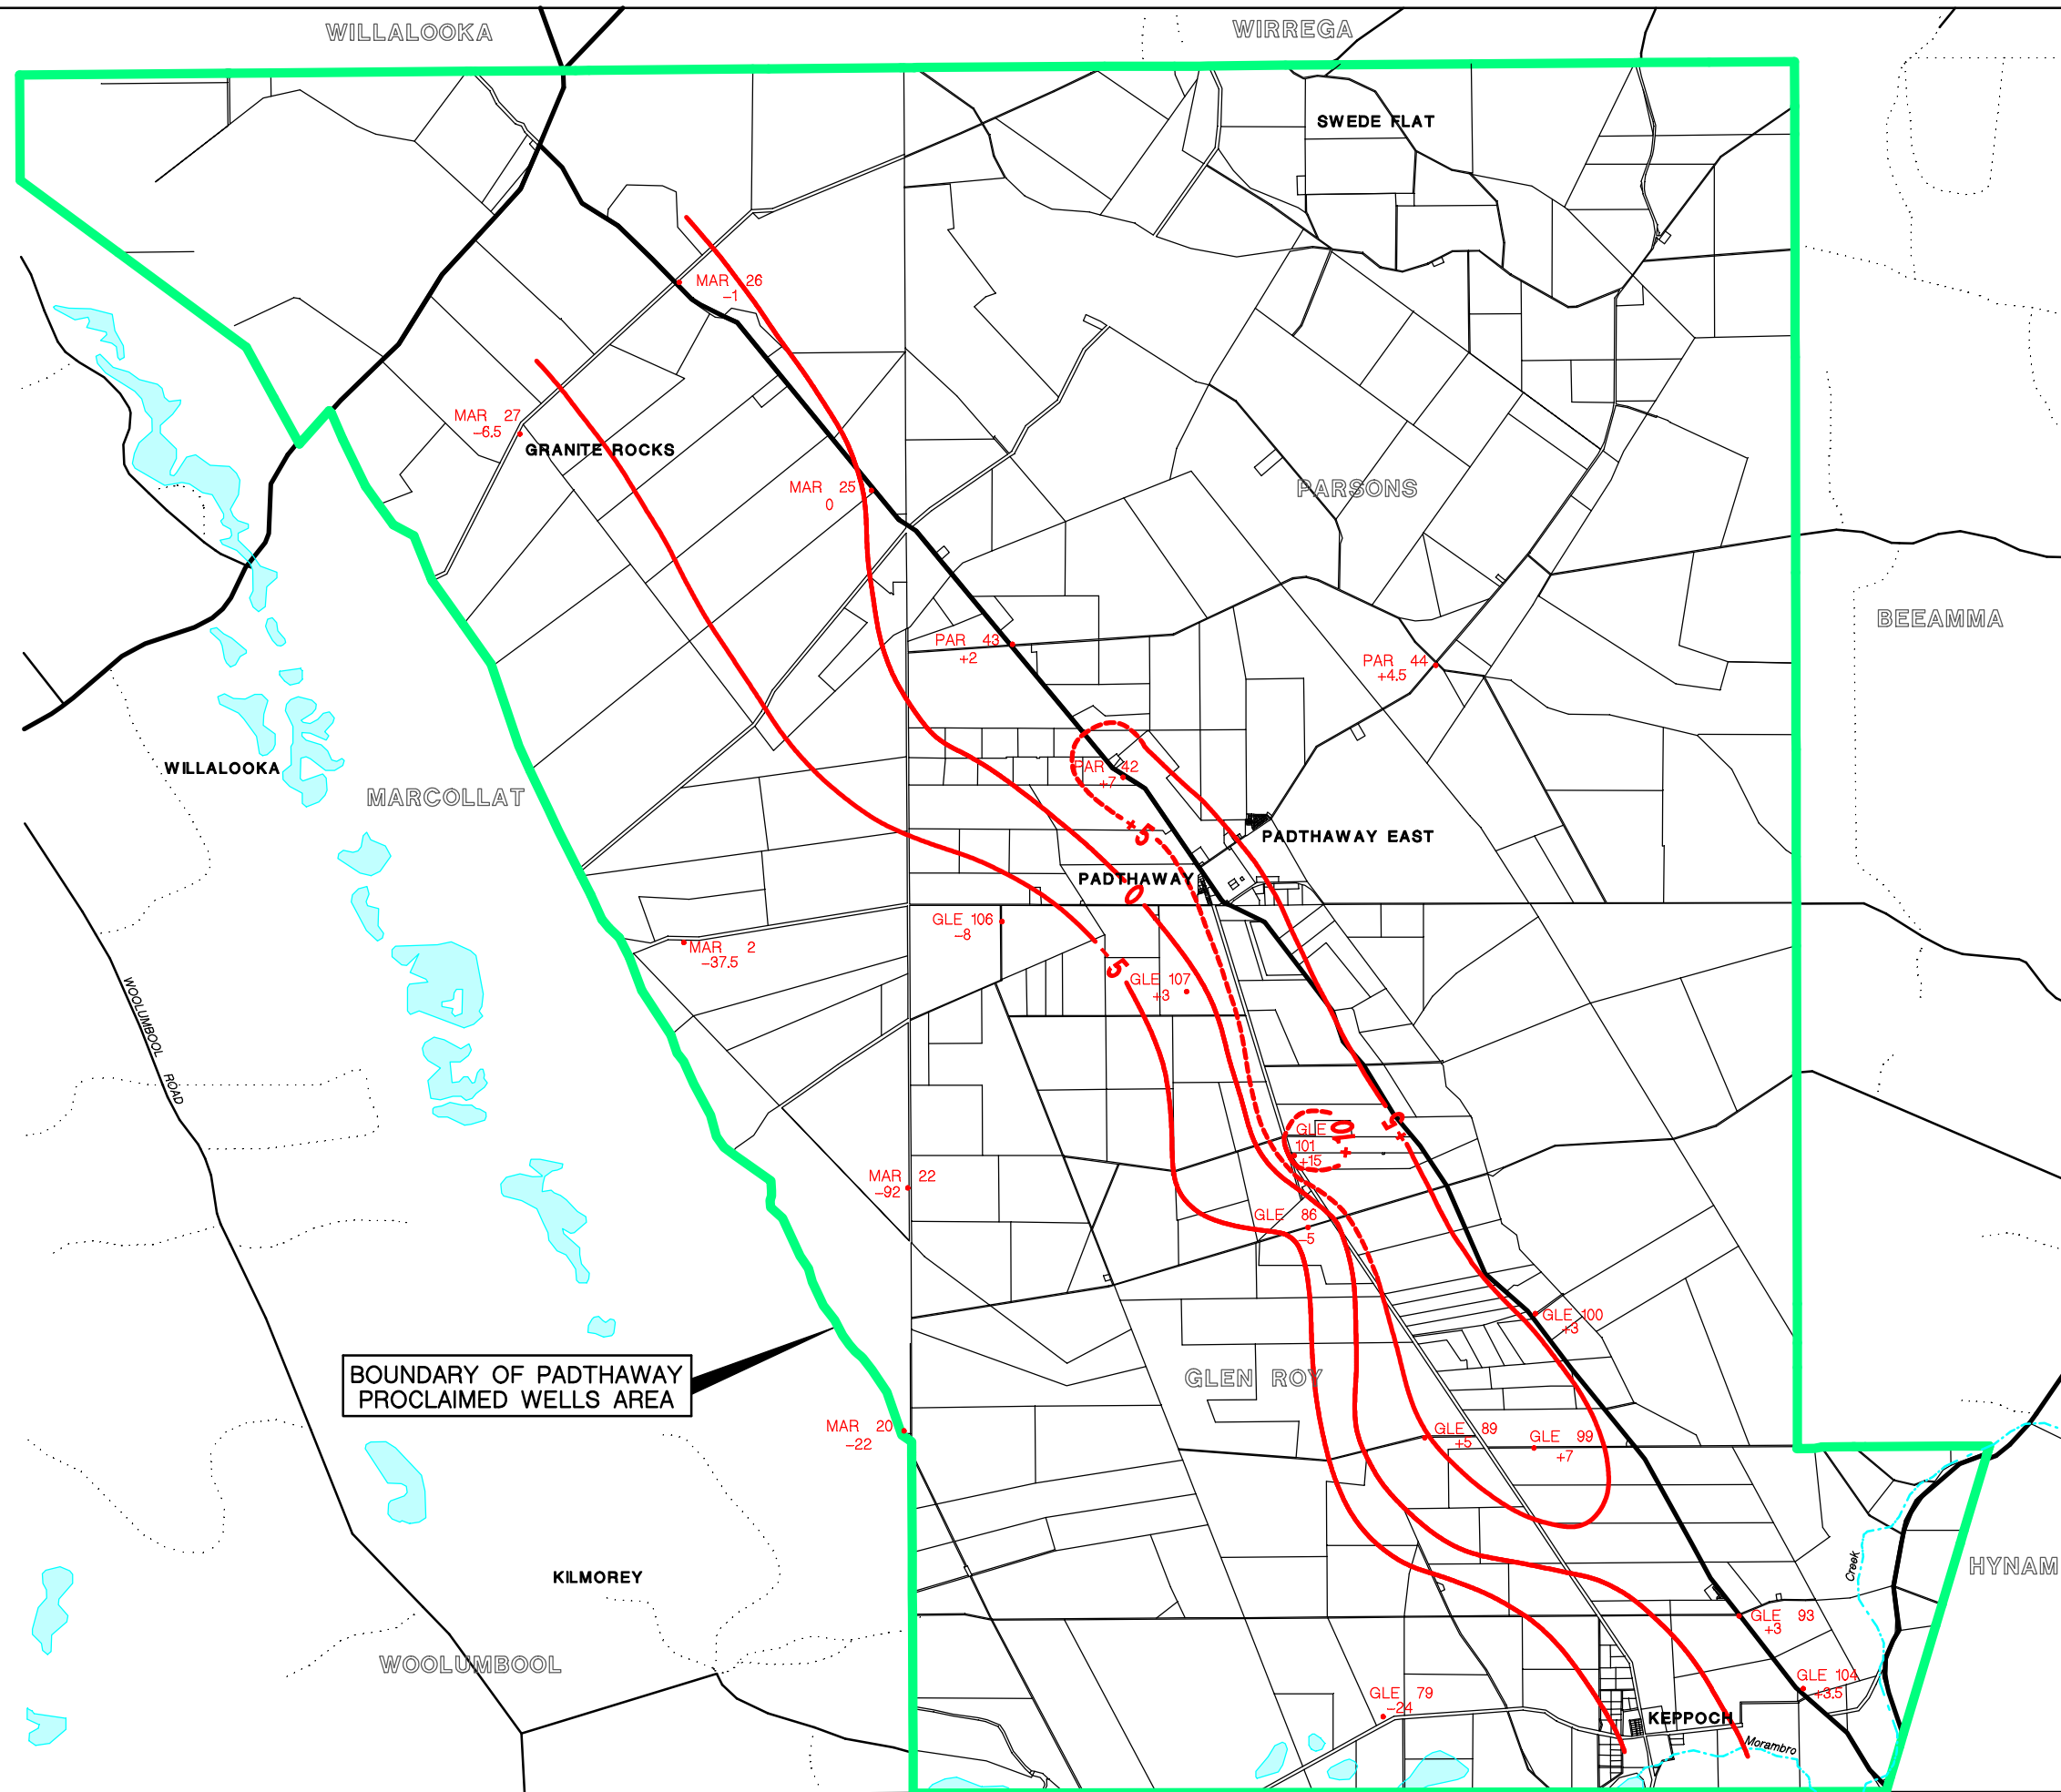 WILLALOOKA
WIRREGA
SWEDE FLAT
MAR 26
-1
MAR 27
-6.5
GRANITE ROCKS
MAR 25
0
PARSONS
BEEAMMA
PAR 43
+2
PAR 44
+4.5
WILLALOOKA
MARCOLLAT
PAR 42
+7
+5
PADTHAWAY EAST
PADTHAWAY
0
GLE 106
-8
MAR 2
-37.5
-5
GLE 107
+3
WOOLUMBOOL ROAD
+5
GLE
101
+15
+10
MAR 22
-92
GLE 86
-5
GLE 100
+3
BOUNDARY OF PADTHAWAY
PROCLAIMED WELLS AREA
GLEN ROY
MAR 20
-22
GLE 89
+5
GLE 99
+7
HYNAM
Creek
KILMOREY
GLE 93
+3
WOOLUMBOOL
GLE 104
+3.5
GLE 79
-24
KEPPOCH
Morambro